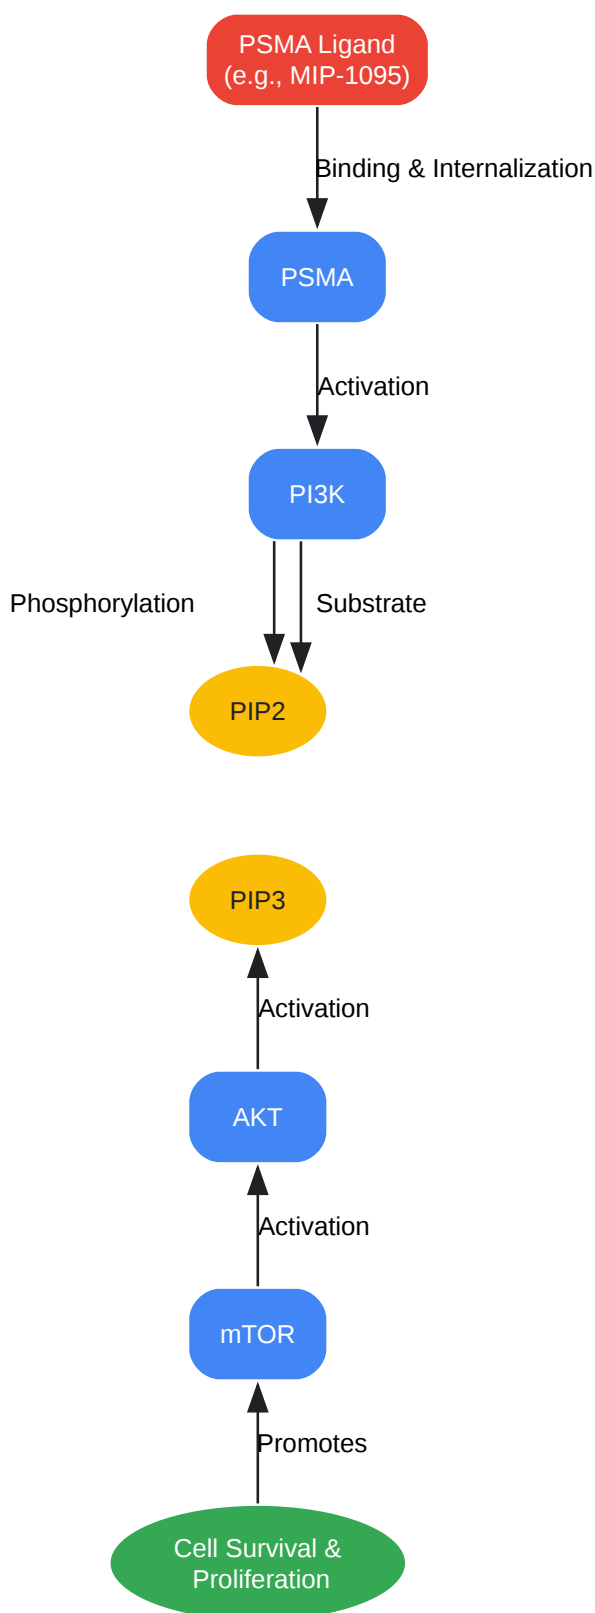 PSMA Ligand
(e.g., MIP-1095)
Binding & Internalization
PSMA
Activation
PI3K
Phosphorylation
Substrate
PIP2
PIP3
Activation
AKT
Activation
mTOR
Promotes
Cell Survival &
Proliferation